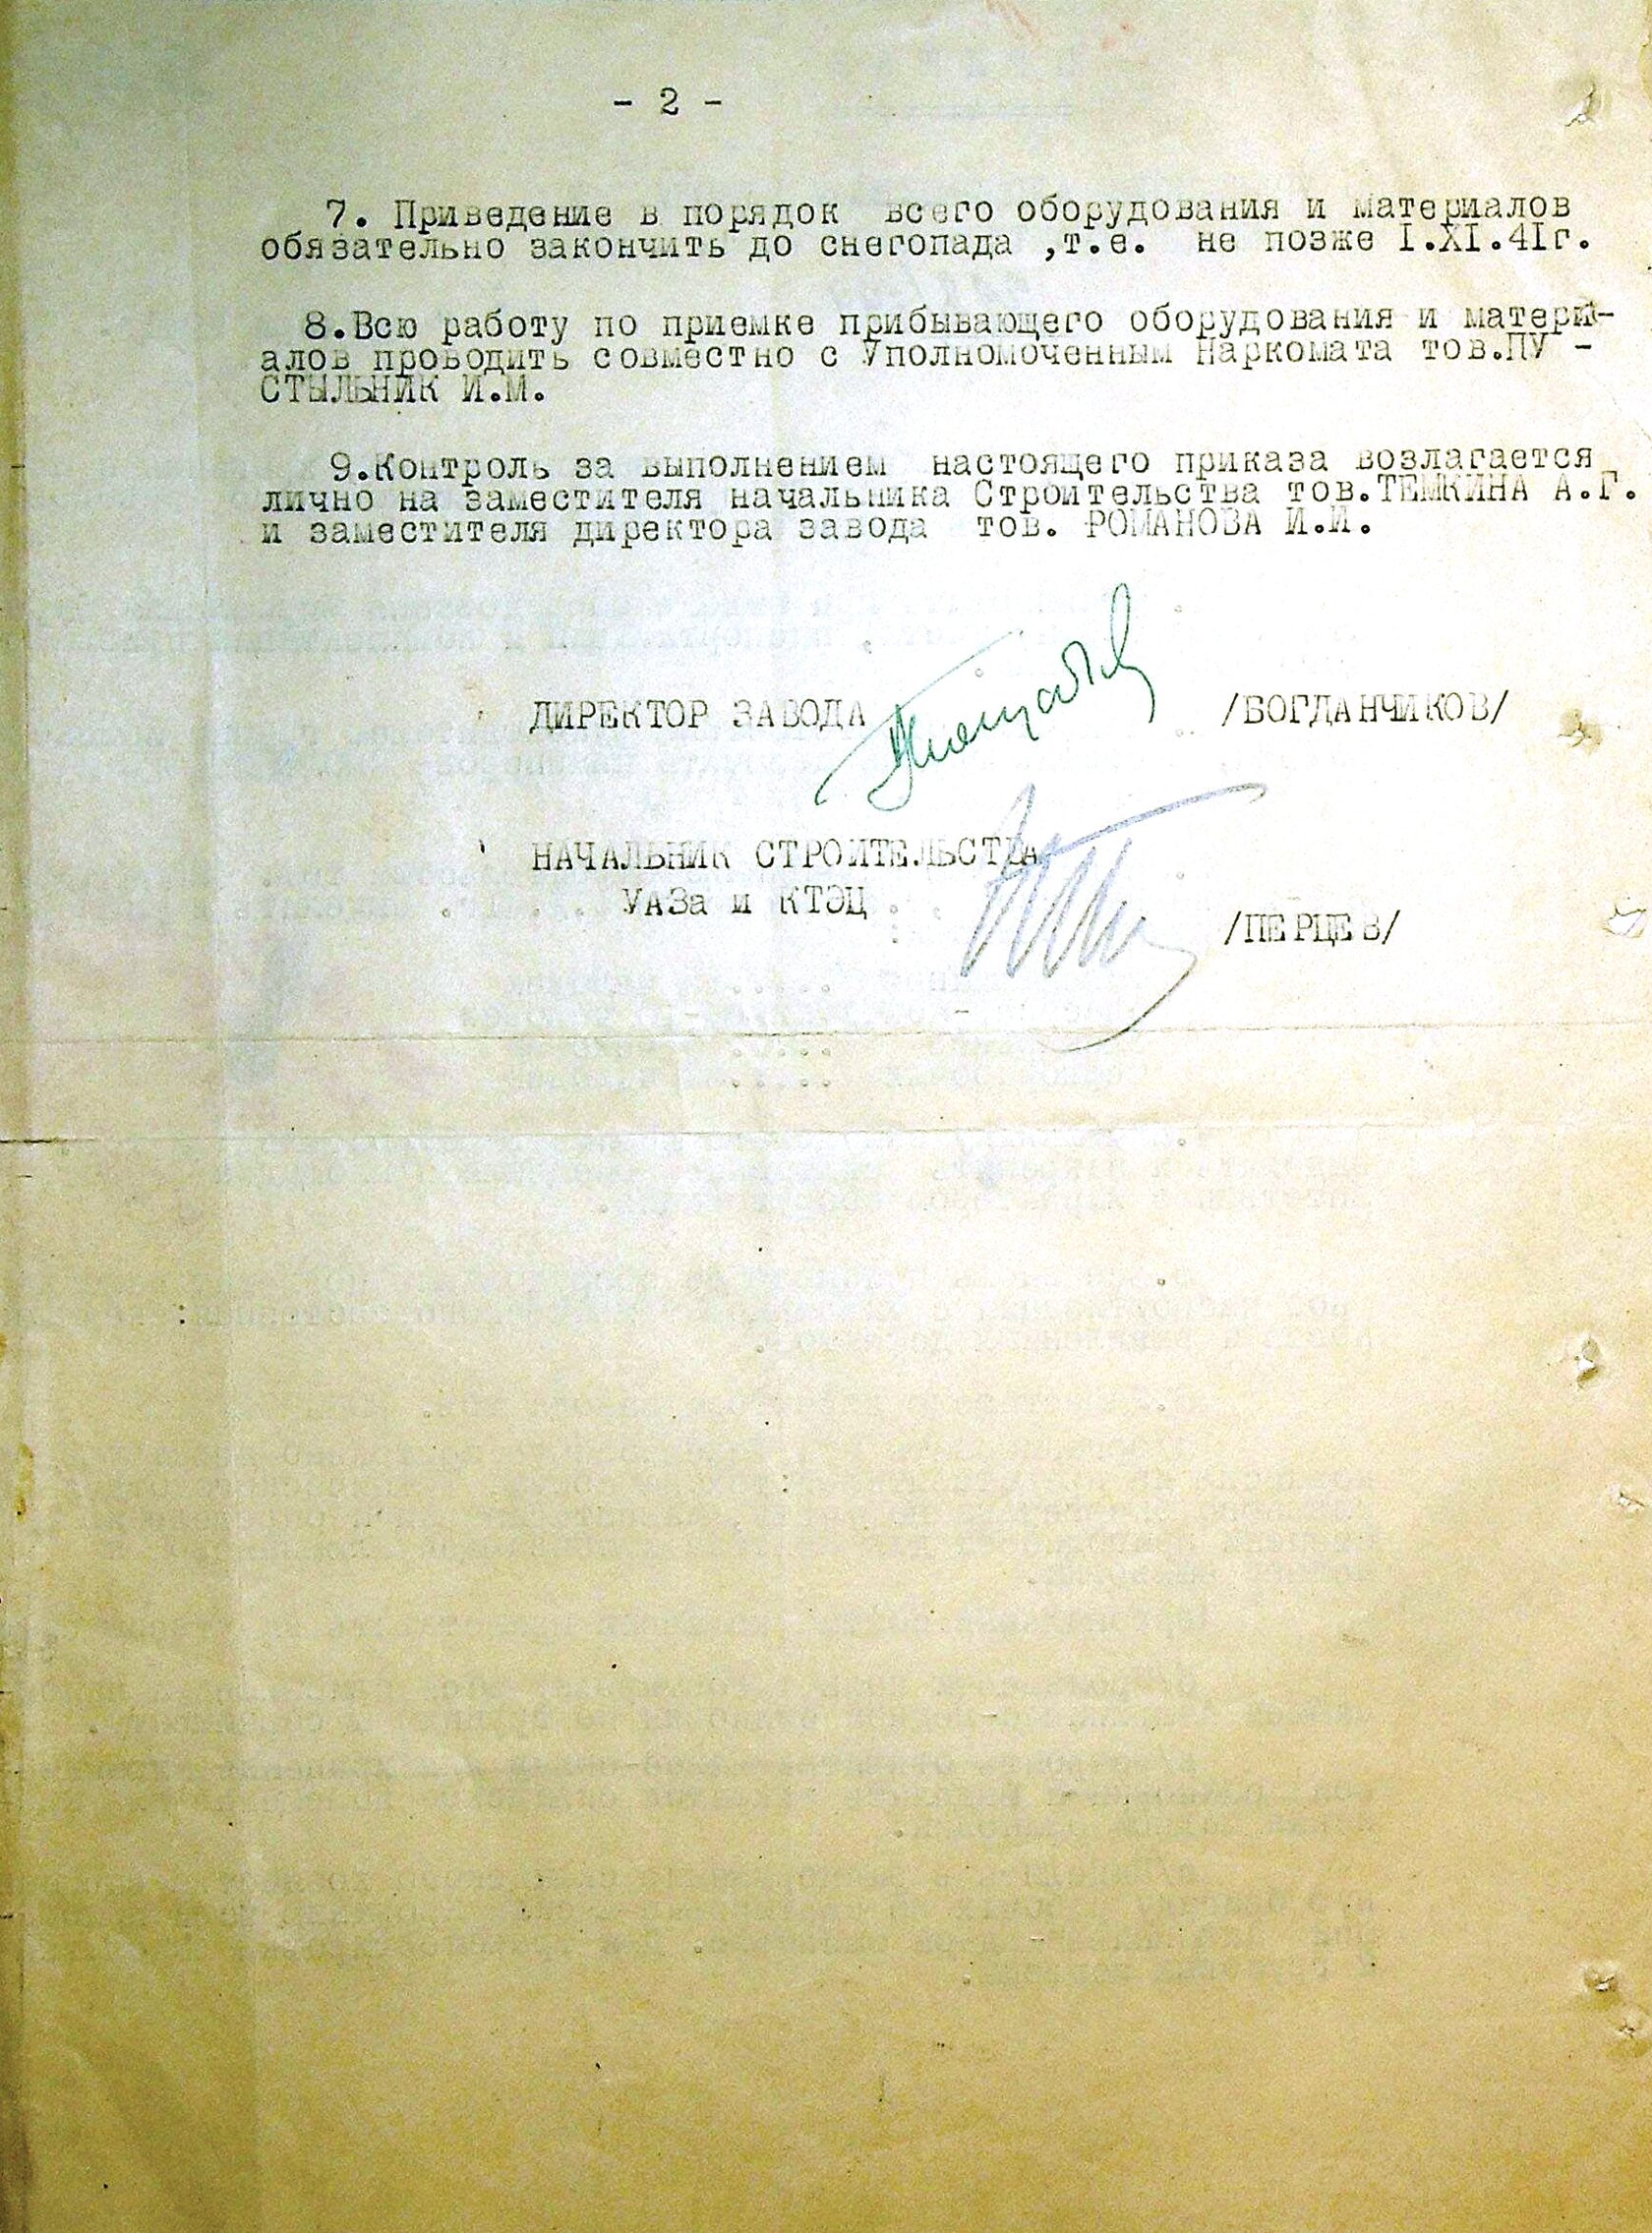 - 2 -
7. Приведение в порядок всего оборудования и материалов
обязательно закончить до снегопада ,т.е. не позже I.XI.41г.
8.Всю работу по приемке прибывающего оборудования и матери-
алов проводить совместно с Уполномоченным Наркомата тов.ПУ -
СТЫЛЬНИК И.М.
9.Контроль за выполнением настоящего приказа возлагается
лично на заместителя начальника Строительства тов.ТЕМКИНА А.Г.
и заместителя директора завода тов. РОМАНОВА И.И.
ДИРЕКТОР ЗАВОДА /БОГДАНЧИКОВ/
НАЧАЛЬНИК СТРОИТЕЛЬСТВА
УАЗа и КТЭЦ
/ПЕРЦЕВ/